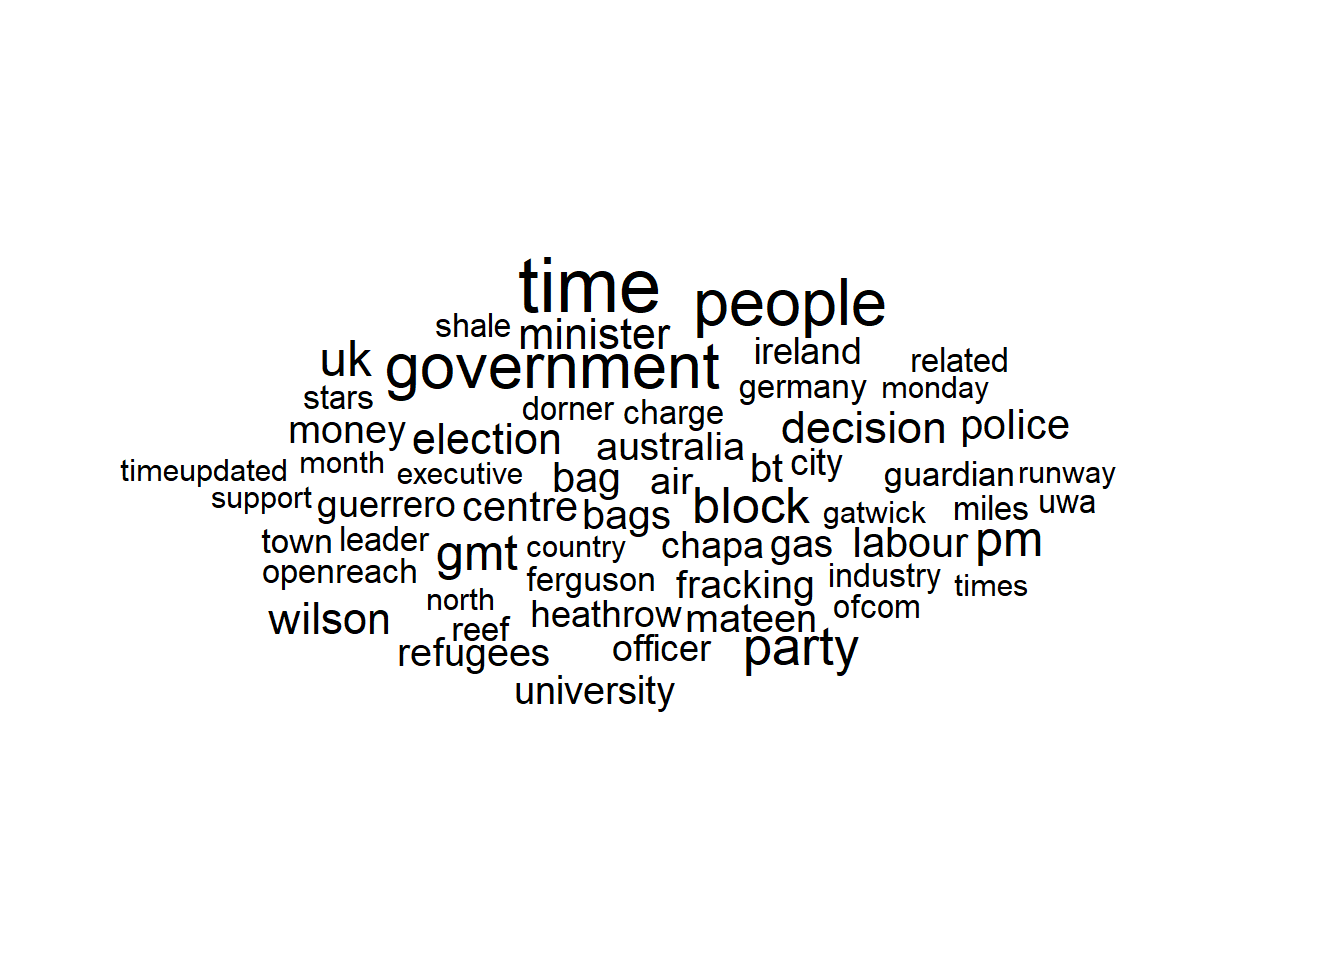 time people
shale minister
uk government ireland related
stars germany monday
dorner charge
money election australia decision police
timeupdated month executive bag air bt city guardian runway
support guerrero centre bags block gatwick miles uwa
town leader gmt country chapa gas labour pm
openreach ferguson fracking industry times
wilson north heathrow mateen ofcom
reef
refugees officer party
university